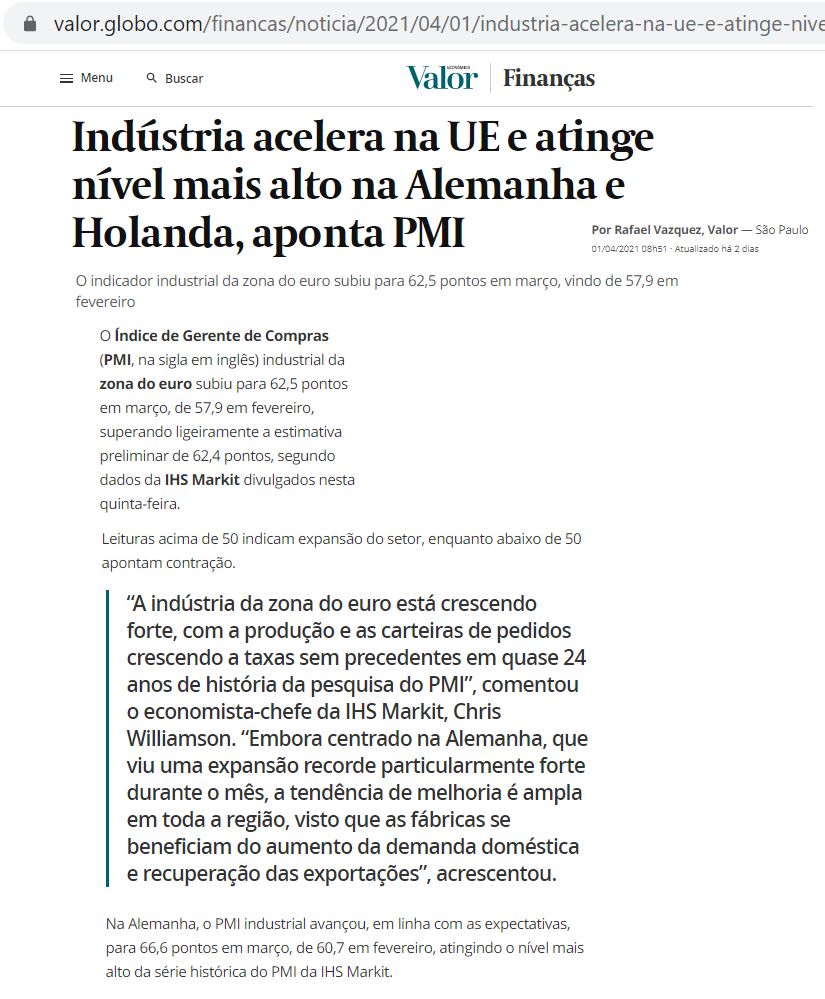 valor.globo.com/financas/noticia/2021/04/01/industria-acelera-na-ue-e-atinge-nive
Menu
Buscar
Valor ECONÔMICO
Finanças
Indústria acelera na UE e atinge
nível mais alto na Alemanha e
Holanda, aponta PMI
Por Rafael Vazquez, Valor — São Paulo
01/04/2021 08h51 · Atualizado há 2 dias
O indicador industrial da zona do euro subiu para 62,5 pontos em março, vindo de 57,9 em
fevereiro
O Índice de Gerente de Compras
(PMI, na sigla em inglês) industrial da
zona do euro subiu para 62,5 pontos
em março, de 57,9 em fevereiro,
superando ligeiramente a estimativa
preliminar de 62,4 pontos, segundo
dados da IHS Markit divulgados nesta
quinta-feira.
Leituras acima de 50 indicam expansão do setor, enquanto abaixo de 50
apontam contração.
“A indústria da zona do euro está crescendo
forte, com a produção e as carteiras de pedidos
crescendo a taxas sem precedentes em quase 24
anos de história da pesquisa do PMI”, comentou
o economista-chefe da IHS Markit, Chris
Williamson. “Embora centrado na Alemanha, que
viu uma expansão recorde particularmente forte
durante o mês, a tendência de melhoria é ampla
em toda a região, visto que as fábricas se
beneficiam do aumento da demanda doméstica
e recuperação das exportações”, acrescentou.
Na Alemanha, o PMI industrial avançou, em linha com as expectativas,
para 66,6 pontos em março, de 60,7 em fevereiro, atingindo o nível mais
alto da série histórica do PMI da IHS Markit.